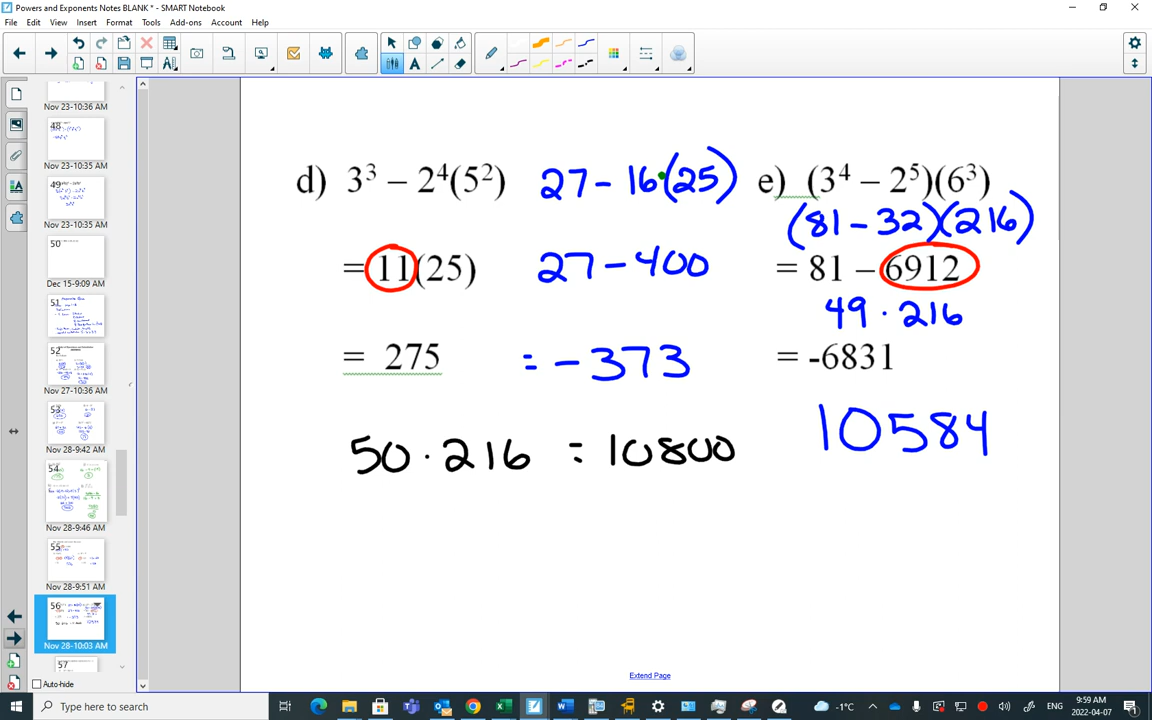 Powers and Exponents Notes BLANK * - SMART Notebook
File Edit View Insert Format Tools Add-ons Account Help
Nov 23-10:36 AM
48
Nov 23-10:35 AM
49
Nov 23-10:35 AM
50
Dec 15-9:09 AM
51
Nov 27-10:35 AM
52
Nov 27-10:36 AM
53
Nov 28-9:42 AM
54
Nov 28-9:46 AM
55
Nov 28-9:51 AM
56
Nov 28-10:03 AM
57
Auto-hide
d) 3³ – 2⁴(5²) 27 – 16·(25)
= 11(25) 27 – 400
= 275 = – 373
50 · 216 = 10800
e) (3⁴ – 2⁵)(6³)
(81 – 32)(216)
= 81 – 6912
49 · 216
= -6831
10584
Extend Page
Type here to search
-1°C
9:59 AM
2022-04-07